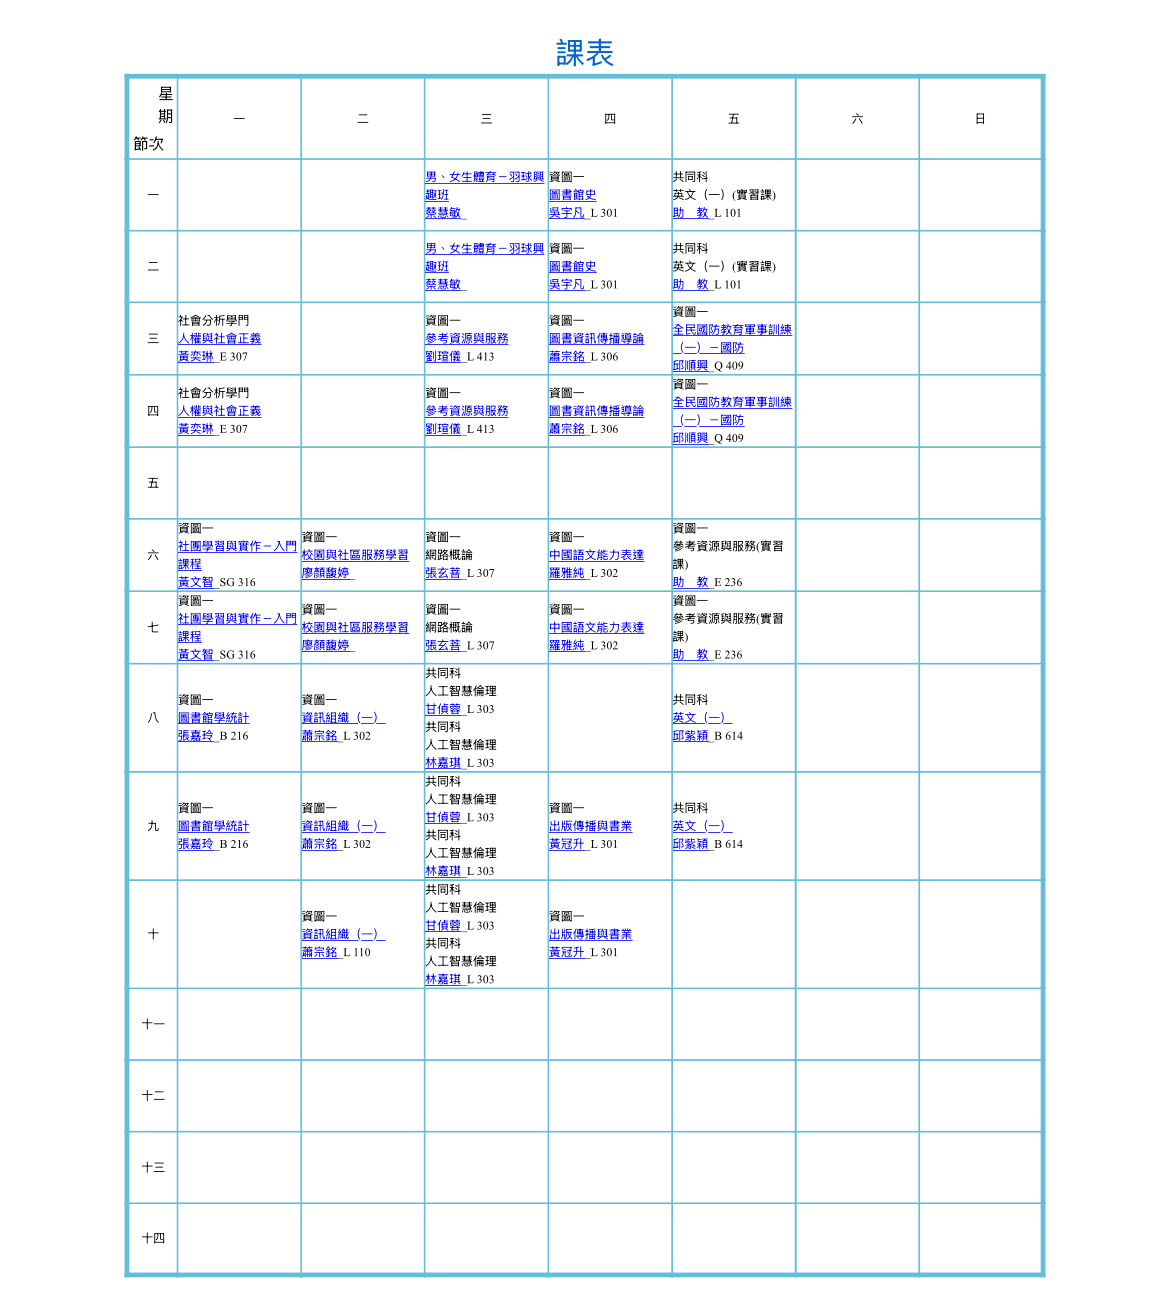 課表
星
期
節次
一
二
三
四
五
六
日
一
男、女生體育－羽球興
趣班
蔡慧敏
資圖一
圖書館史
吳宇凡 L 301
共同科
英文（一）(實習課)
助　教 L 101
二
男、女生體育－羽球興
趣班
蔡慧敏
資圖一
圖書館史
吳宇凡 L 301
共同科
英文（一）(實習課)
助　教 L 101
三
社會分析學門
人權與社會正義
黃奕琳 E 307
資圖一
參考資源與服務
劉瑄儀 L 413
資圖一
圖書資訊傳播導論
蕭宗銘 L 306
資圖一
全民國防教育軍事訓練
（一）－國防
邱順興 Q 409
四
社會分析學門
人權與社會正義
黃奕琳 E 307
資圖一
參考資源與服務
劉瑄儀 L 413
資圖一
圖書資訊傳播導論
蕭宗銘 L 306
資圖一
全民國防教育軍事訓練
（一）－國防
邱順興 Q 409
五
六
資圖一
社團學習與實作－入門
課程
黃文智 SG 316
資圖一
校園與社區服務學習
廖顏馥婷
資圖一
網路概論
張玄菩 L 307
資圖一
中國語文能力表達
羅雅純 L 302
資圖一
參考資源與服務(實習
課)
助　教 E 236
七
資圖一
社團學習與實作－入門
課程
黃文智 SG 316
資圖一
校園與社區服務學習
廖顏馥婷
資圖一
網路概論
張玄菩 L 307
資圖一
中國語文能力表達
羅雅純 L 302
資圖一
參考資源與服務(實習
課)
助　教 E 236
八
資圖一
圖書館學統計
張嘉玲 B 216
資圖一
資訊組織（一）
蕭宗銘 L 302
共同科
人工智慧倫理
甘偵蓉 L 303
共同科
人工智慧倫理
林嘉琪 L 303
共同科
英文（一）
邱紫穎 B 614
九
資圖一
圖書館學統計
張嘉玲 B 216
資圖一
資訊組織（一）
蕭宗銘 L 302
共同科
人工智慧倫理
甘偵蓉 L 303
共同科
人工智慧倫理
林嘉琪 L 303
資圖一
出版傳播與書業
黃冠升 L 301
共同科
英文（一）
邱紫穎 B 614
十
資圖一
資訊組織（一）
蕭宗銘 L 110
共同科
人工智慧倫理
甘偵蓉 L 303
共同科
人工智慧倫理
林嘉琪 L 303
資圖一
出版傳播與書業
黃冠升 L 301
十一
十二
十三
十四